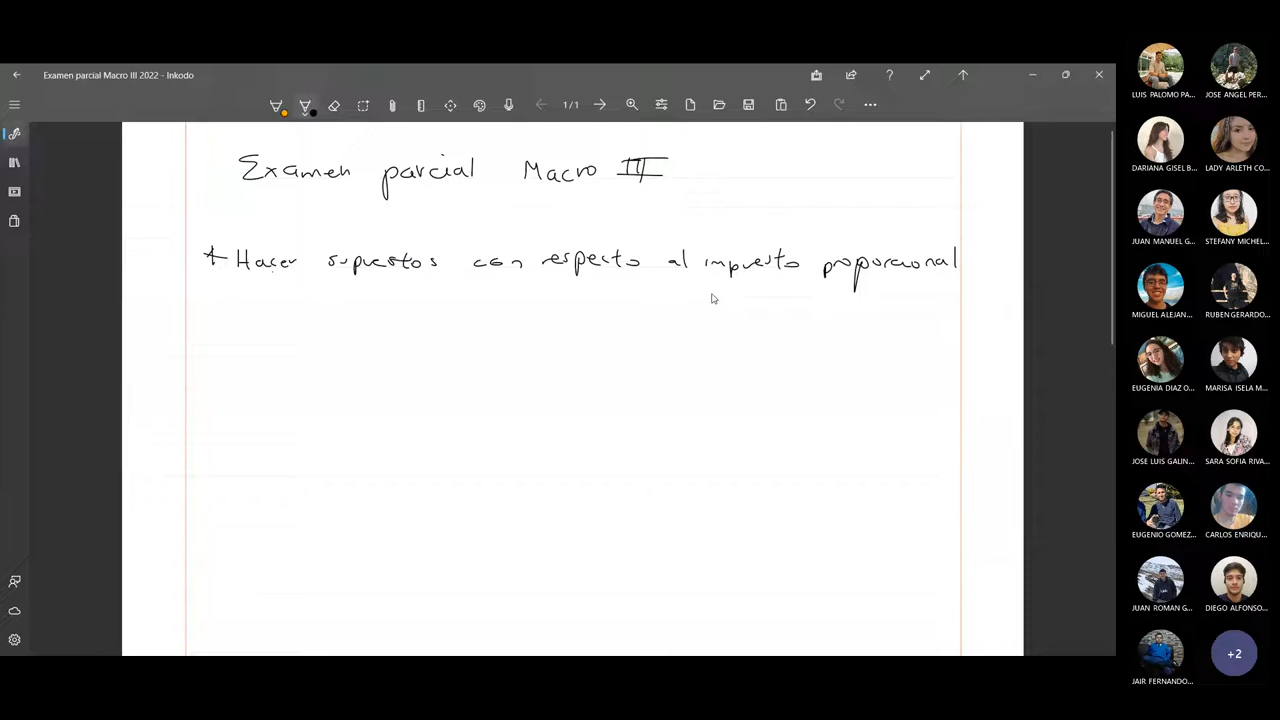 Examen parcial Macro III 2022 - Inkodo
1/1
Examen parcial Macro III
* Hacer supuestos con respecto al impuesto proporcional
LUIS PALOMO PA...
JOSE ANGEL PER...
DARIANA GISEL B...
LADY ARLETH CO...
JUAN MANUEL G...
STEFANY MICHEL...
MIGUEL ALEJAN...
RUBEN GERARDO...
EUGENIA DIAZ O...
MARISA ISELA M...
JOSE LUIS GALIN...
SARA SOFIA RIVA...
EUGENIO GOMEZ...
CARLOS ENRIQU...
JUAN ROMAN G...
DIEGO ALFONSO...
JAIR FERNANDO...
+2